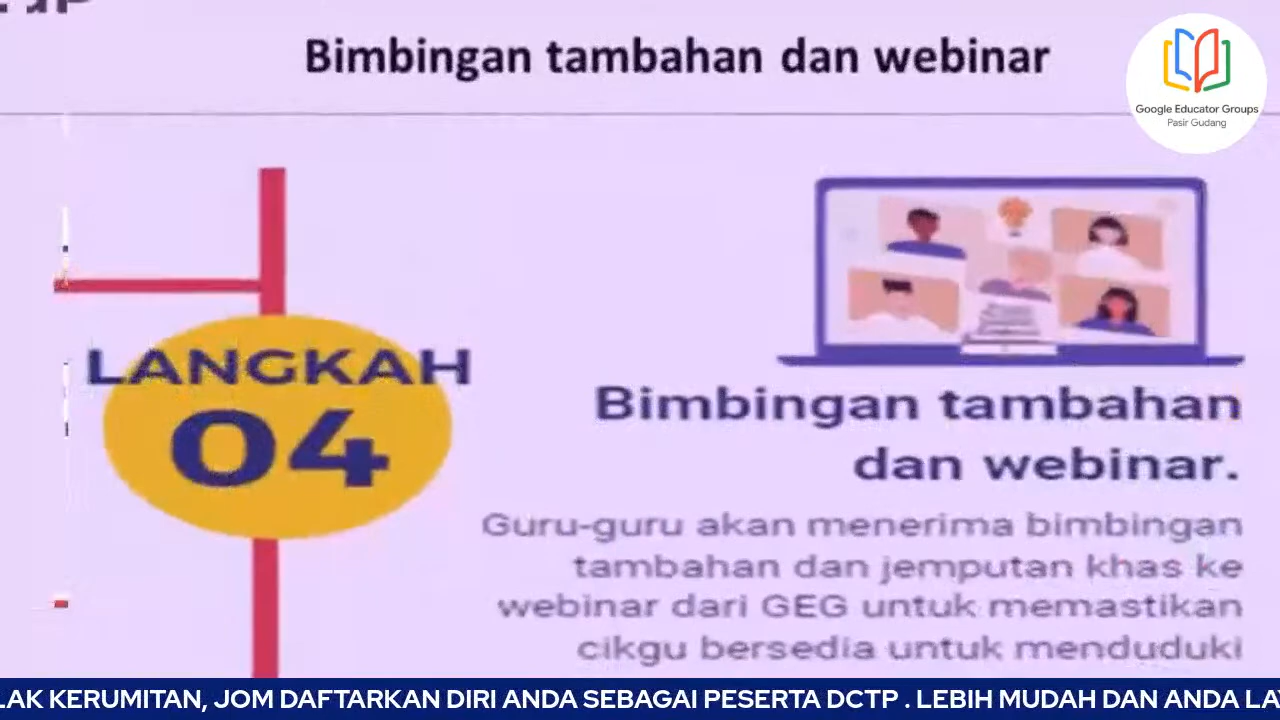 Bimbingan tambahan dan webinar
Google Educator Groups
Pasir Gudang
LANGKAH
04
Bimbingan tambahan
dan webinar.
Guru-guru akan menerima bimbingan
tambahan dan jemputan khas ke
webinar dari GEG untuk memastikan
cikgu bersedia untuk menduduki
LAK KERUMITAN, JOM DAFTARKAN DIRI ANDA SEBAGAI PESERTA DCTP . LEBIH MUDAH DAN ANDA LA